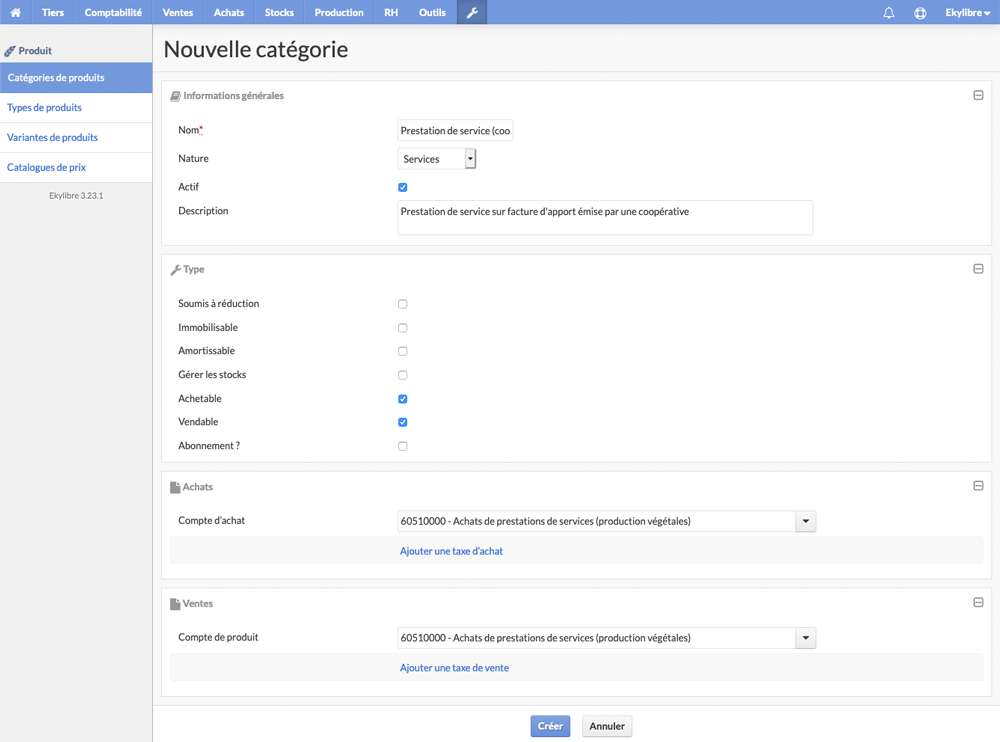 Tiers Comptabilité Ventes Achats Stocks Production RH Outils Ekylibre
Produit
Catégories de produits
Types de produits
Variantes de produits
Catalogues de prix
Ekylibre 3.23.1
Nouvelle catégorie
Informations générales
Nom* Prestation de service (coo
Nature Services
Actif
Description Prestation de service sur facture d'apport émise par une coopérative
Type
Soumis à réduction
Immobilisable
Amortissable
Gérer les stocks
Achetable
Vendable
Abonnement ?
Achats
Compte d'achat 60510000 - Achats de prestations de services (production végétales)
Ajouter une taxe d'achat
Ventes
Compte de produit 60510000 - Achats de prestations de services (production végétales)
Ajouter une taxe de vente
Créer Annuler